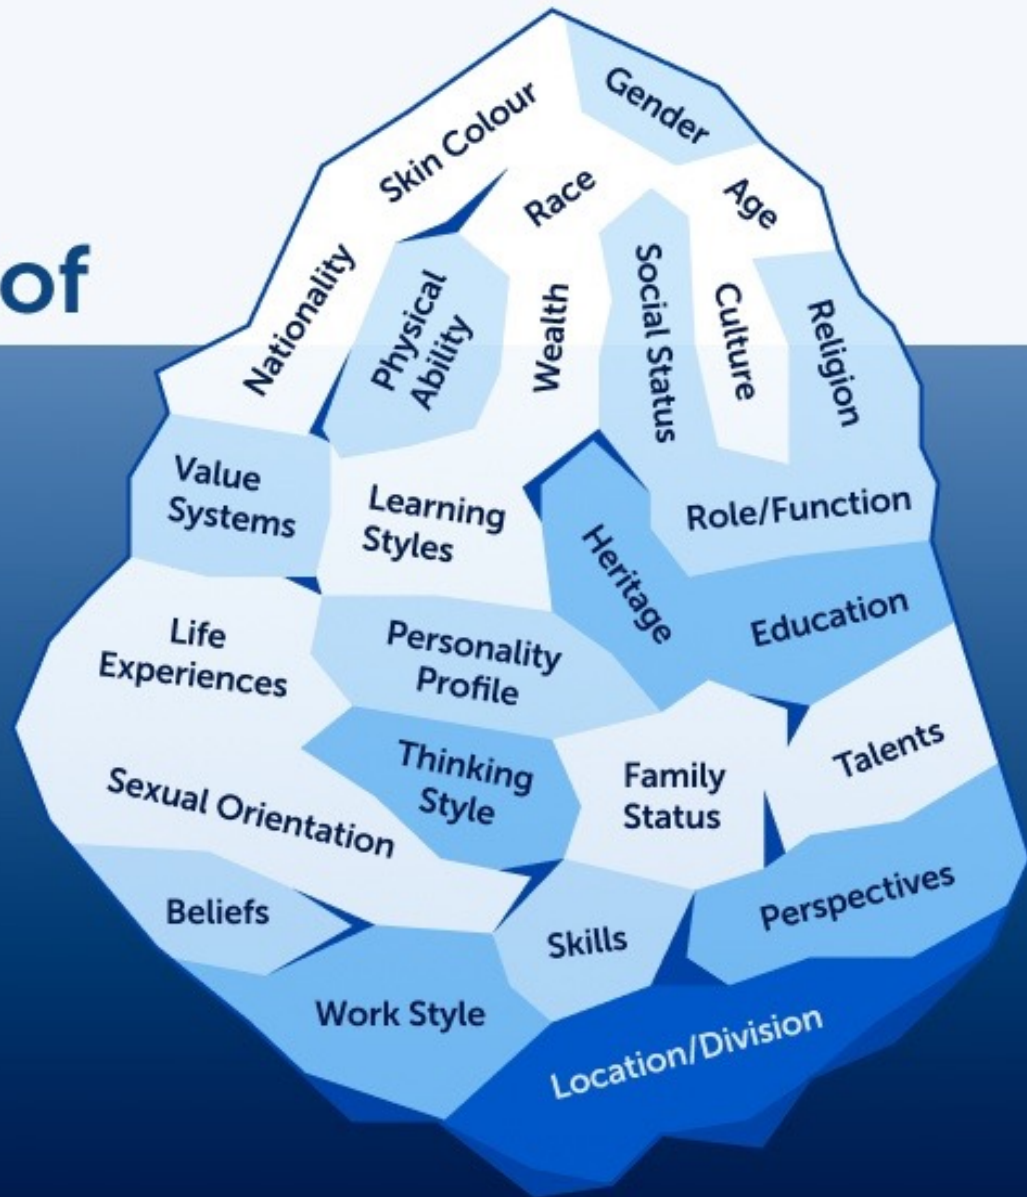 of
Skin Colour
Gender
Race
Age
Nationality
Physical
Ability
Wealth
Social Status
Culture
Religion
Value
Systems
Learning
Styles
Role/Function
Heritage
Education
Life
Experiences
Personality
Profile
Thinking
Style
Family
Status
Talents
Sexual Orientation
Beliefs
Skills
Perspectives
Work Style
Location/Division